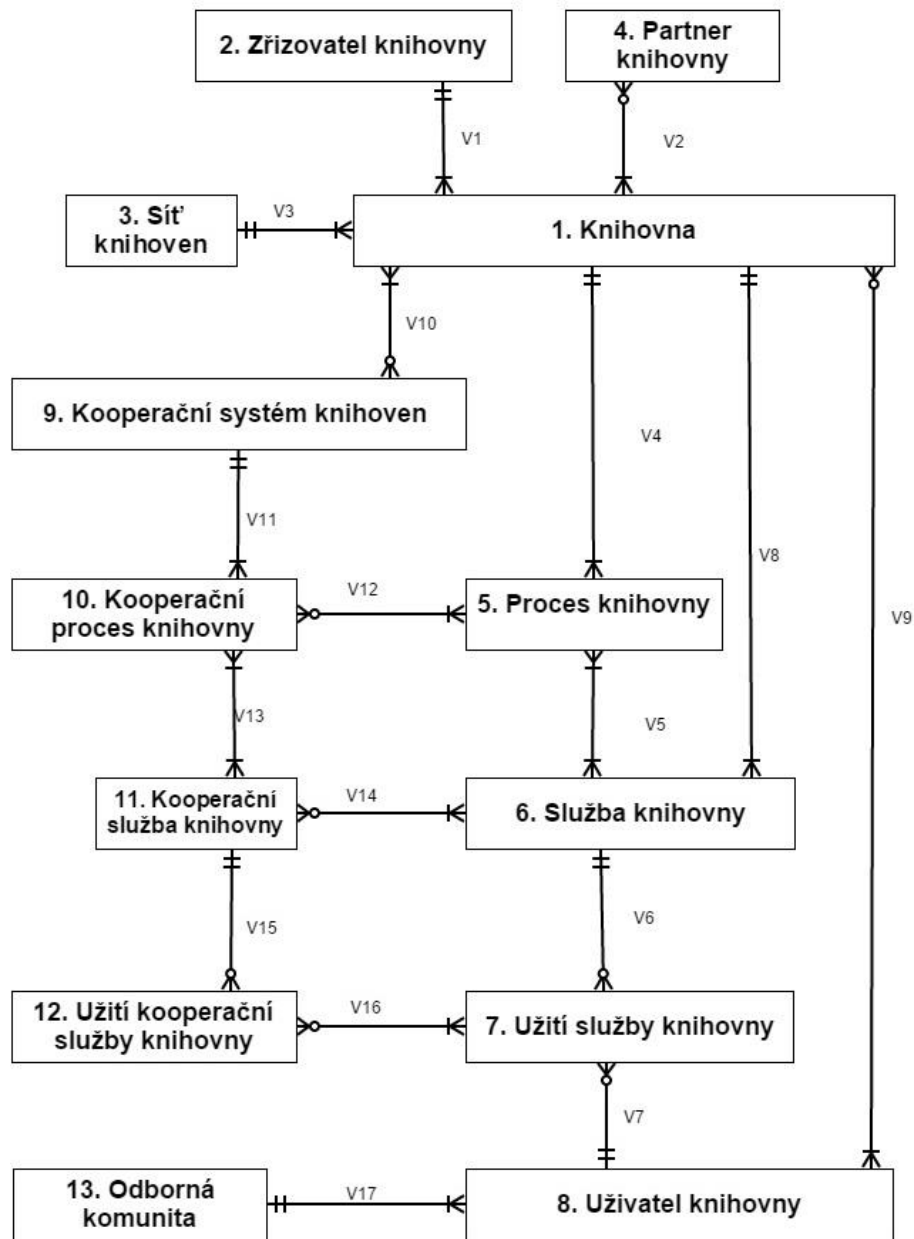 2. Zřizovatel knihovny
4. Partner
knihovny
V1
V2
3. Síť
knihoven
V3
1. Knihovna
V10
9. Kooperační systém knihoven
V4
V11
V8
10. Kooperační
proces knihovny
V12
5. Proces knihovny
V9
V13
V5
11. Kooperační
služba knihovny
V14
6. Služba knihovny
V15
V6
12. Užití kooperační
služby knihovny
V16
7. Užití služby knihovny
V7
13. Odborná
komunita
V17
8. Uživatel knihovny